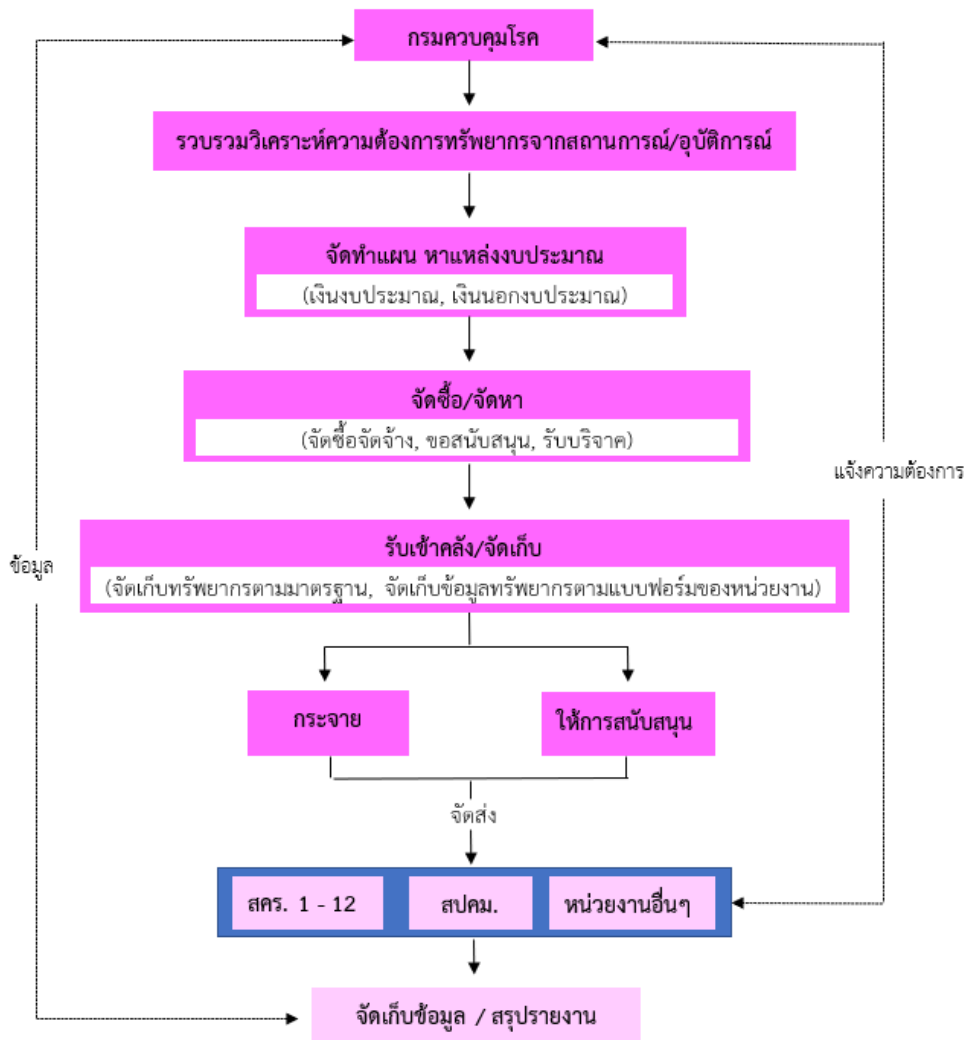 กรมควบคุมโรค
รวบรวมวิเคราะห์ความต้องการทรัพยากรจากสถานการณ์/อุบัติการณ์
จัดทำแผน หาแหล่งงบประมาณ
(เงินงบประมาณ, เงินนอกงบประมาณ)
จัดซื้อ/จัดหา
(จัดซื้อจัดจ้าง, ขอสนับสนุน, รับบริจาค)
แจ้งความต้องการ
รับเข้าคลัง/จัดเก็บ
ข้อมูล
(จัดเก็บทรัพยากรตามมาตรฐาน, จัดเก็บข้อมูลทรัพยากรตามแบบฟอร์มของหน่วยงาน)
กระจาย
ให้การสนับสนุน
จัดส่ง
สคร. 1 - 12
สปคม.
หน่วยงานอื่นๆ
จัดเก็บข้อมูล / สรุปรายงาน